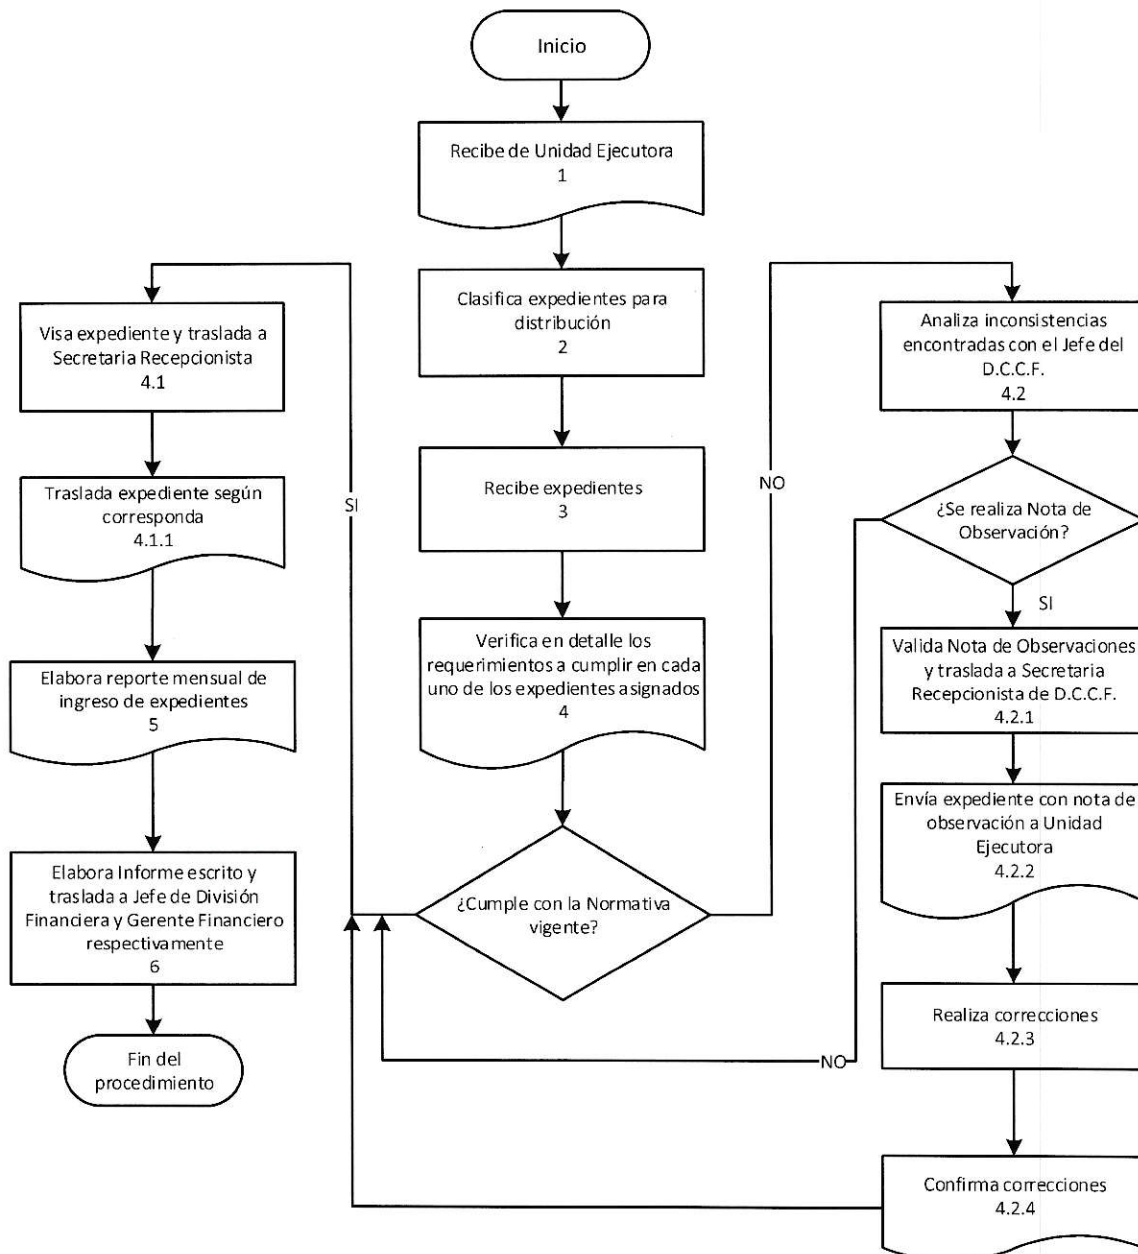 Inicio
Recibe de Unidad Ejecutora
1
Clasifica expedientes para
distribución
2
Recibe expedientes
3
Verifica en detalle los
requerimientos a cumplir en cada
uno de los expedientes asignados
4
¿Cumple con la Normativa
vigente?
SI
Visa expediente y traslada a
Secretaria Recepcionista
4.1
Traslada expediente según
corresponda
4.1.1
Elabora reporte mensual de
ingreso de expedientes
5
Elabora Informe escrito y
traslada a Jefe de División
Financiera y Gerente Financiero
respectivamente
6
Fin del
procedimiento
NO
Analiza inconsistencias
encontradas con el Jefe del
D.C.C.F.
4.2
¿Se realiza Nota de
Observación?
SI
Valida Nota de Observaciones
y traslada a Secretaria
Recepcionista de D.C.C.F.
4.2.1
Envía expediente con nota de
observación a Unidad
Ejecutora
4.2.2
Realiza correcciones
4.2.3
NO
Confirma correcciones
4.2.4